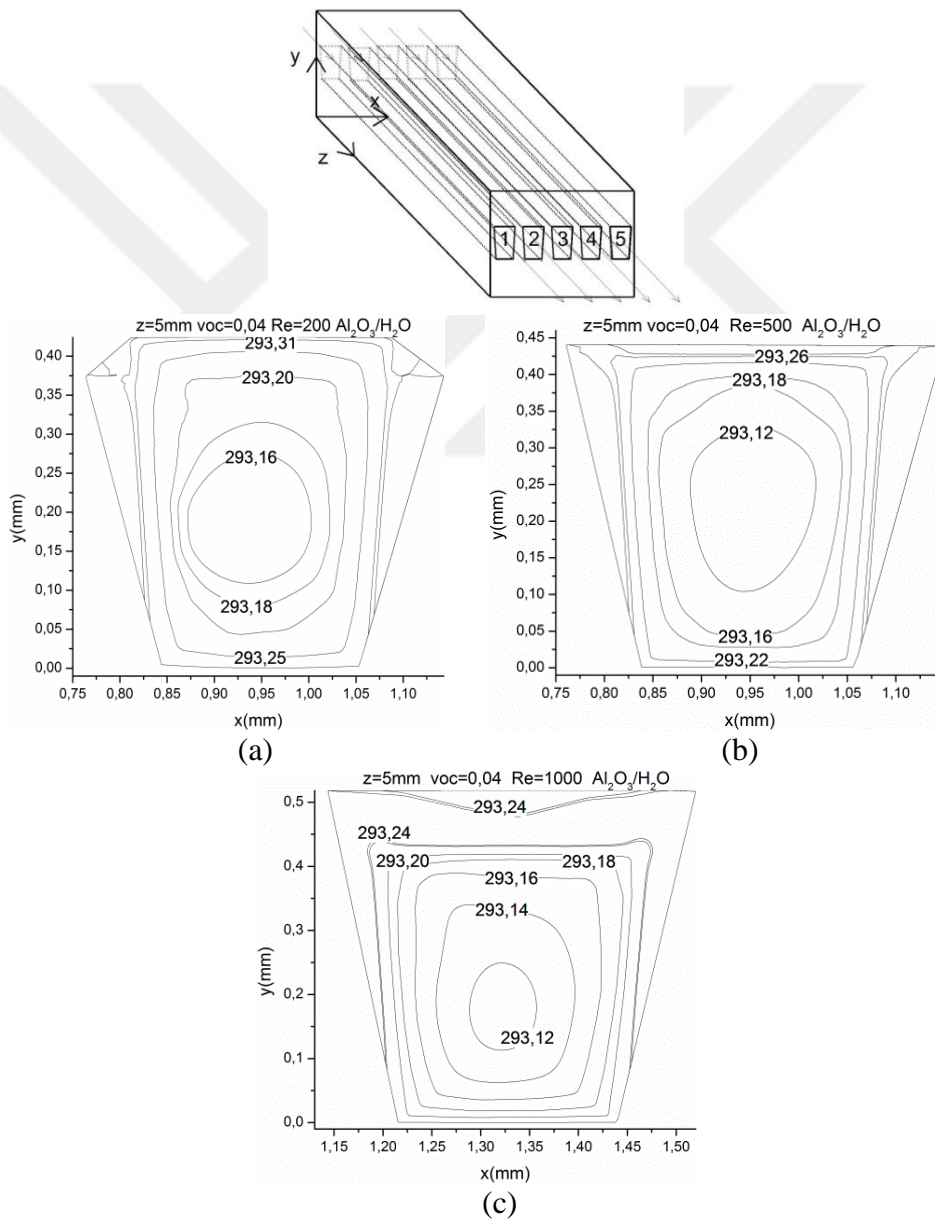 y
x
z
1 2 3 4 5
z=5mm voc=0,04 Re=200 Al₂O₃/H₂O
0,40
0,35
0,30
0,25
0,20
0,15
0,10
0,05
0,00
y(mm)
293,31
293,20
293,16
293,18
293,25
0,75 0,80 0,85 0,90 0,95 1,00 1,05 1,10
x(mm)
(a)
z=5mm voc=0,04 Re=500 Al₂O₃/H₂O
0,45
0,40
0,35
0,30
0,25
0,20
0,15
0,10
0,05
0,00
y(mm)
293,26
293,18
293,12
293,16
293,22
0,75 0,80 0,85 0,90 0,95 1,00 1,05 1,10
x(mm)
(b)
z=5mm voc=0,04 Re=1000 Al₂O₃/H₂O
0,5
0,4
0,3
0,2
0,1
0,0
y(mm)
293,24
293,24
293,20 293,18
293,16
293,14
293,12
1,15 1,20 1,25 1,30 1,35 1,40 1,45 1,50
x(mm)
(c)